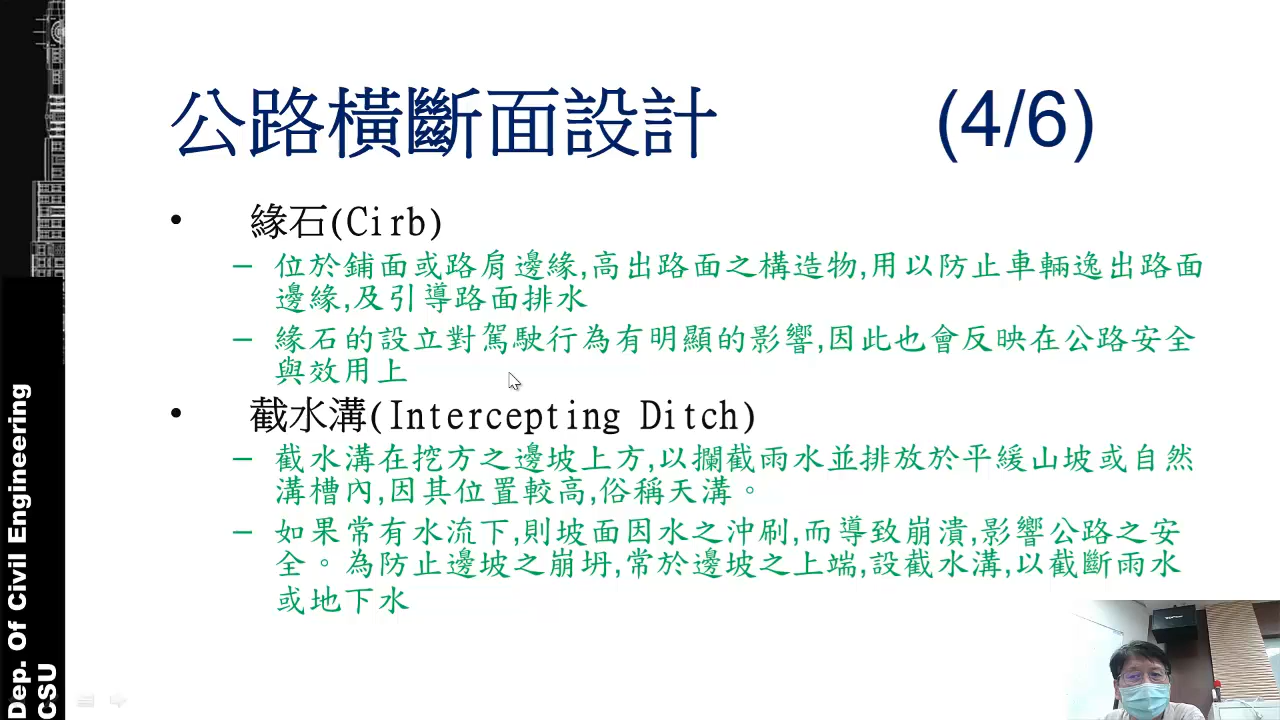 公路橫斷面設計 (4/6)
• 緣石(Cirb)
– 位於鋪面或路肩邊緣,高出路面之構造物,用以防止車輛逸出路面
邊緣,及引導路面排水
– 緣石的設立對駕駛行為有明顯的影響,因此也會反映在公路安全
與效用上
• 截水溝(Intercepting Ditch)
– 截水溝在挖方之邊坡上方,以攔截雨水並排放於平緩山坡或自然
溝槽內,因其位置較高,俗稱天溝。
– 如果常有水流下,則坡面因水之沖刷,而導致崩潰,影響公路之安
全。為防止邊坡之崩坍,常於邊坡之上端,設截水溝,以截斷雨水
或地下水
Dep. Of Civil Engineering
CSU